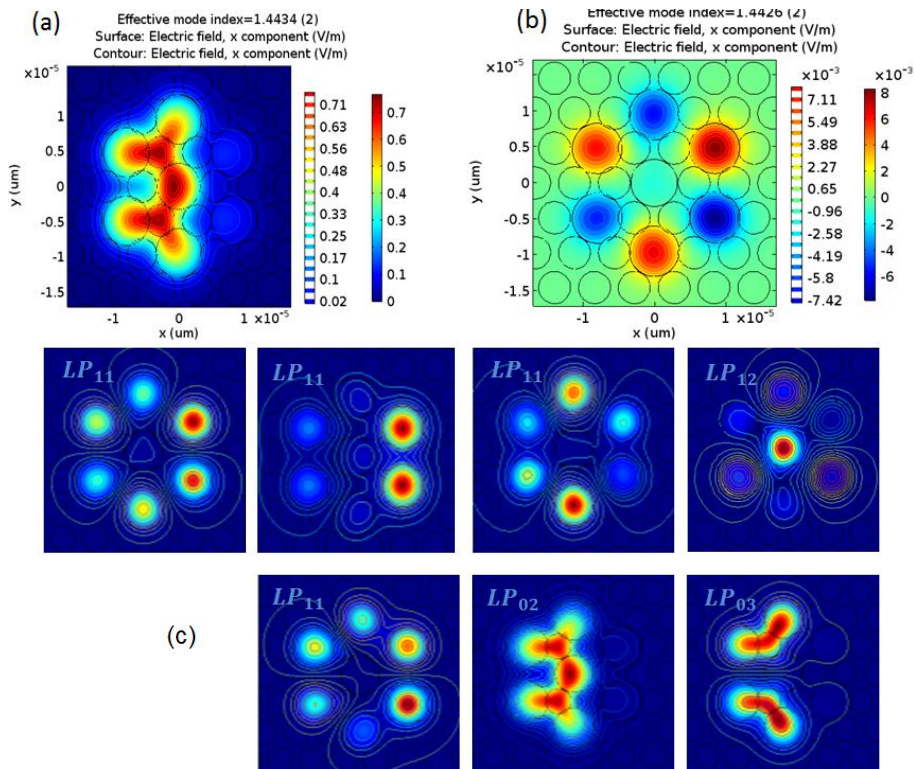 (a)
Effective mode index=1.4434 (2)
Surface: Electric field, x component (V/m)
Contour: Electric field, x component (V/m)
×10⁻⁵
1
0.5
0
-0.5
-1
-1.5
y (um)
-1
0
1 ×10⁻⁵
x (um)
0.71
0.63
0.56
0.48
0.41
0.33
0.25
0.17
0.1
0.02
0.7
0.6
0.5
0.4
0.3
0.2
0.1
0
(b)
Effective mode index=1.4426 (2)
Surface: Electric field, x component (V/m)
Contour: Electric field, x component (V/m)
×10⁻⁵
1
0.5
0
-0.5
-1
-1.5
y (um)
-1
0
1 ×10⁻⁵
x (um)
×10⁻³
7.11
5.49
3.88
2.27
0.65
-0.96
-2.58
-4.19
-5.8
-7.42
×10⁻³
8
6
4
2
0
-2
-4
-6
LP₁₁
LP₁₁
LP₁₁
LP₁₂
(c)
LP₁₁
LP₀₂
LP₀₃